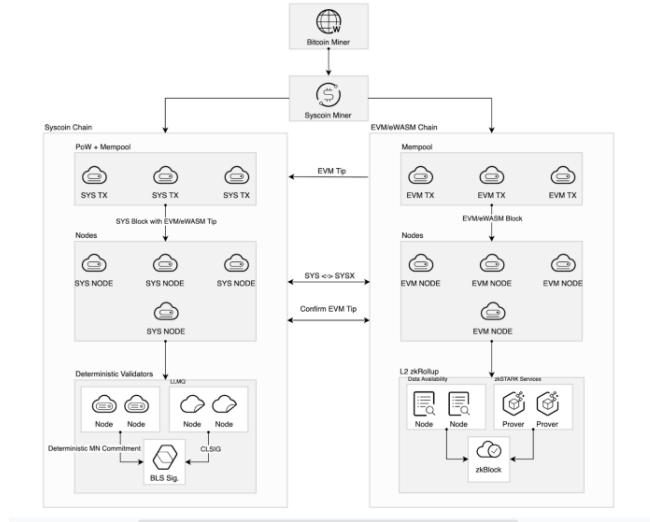 Bitcoin Miner
Syscoin Miner
Syscoin Chain
EVM/eWASM Chain
PoW + Mempool
SYS TX
SYS TX
SYS TX
EVM Tip
Mempool
EVM TX
EVM TX
EVM TX
SYS Block with EVM/eWASM Tip
EVM/eWASM Block
Nodes
SYS NODE
SYS NODE
SYS NODE
SYS NODE
SYS <-> SYSX
Confirm EVM Tip
Nodes
EVM NODE
EVM NODE
EVM NODE
EVM NODE
Deterministic Validators
LLMQ
Node
Node
Node
Node
Deterministic MN Commitment
CLSIG
BLS Sig.
L2 zkRollup
Data Availability
zkSTARK Services
Node
Node
Prover
Prover
zkBlock